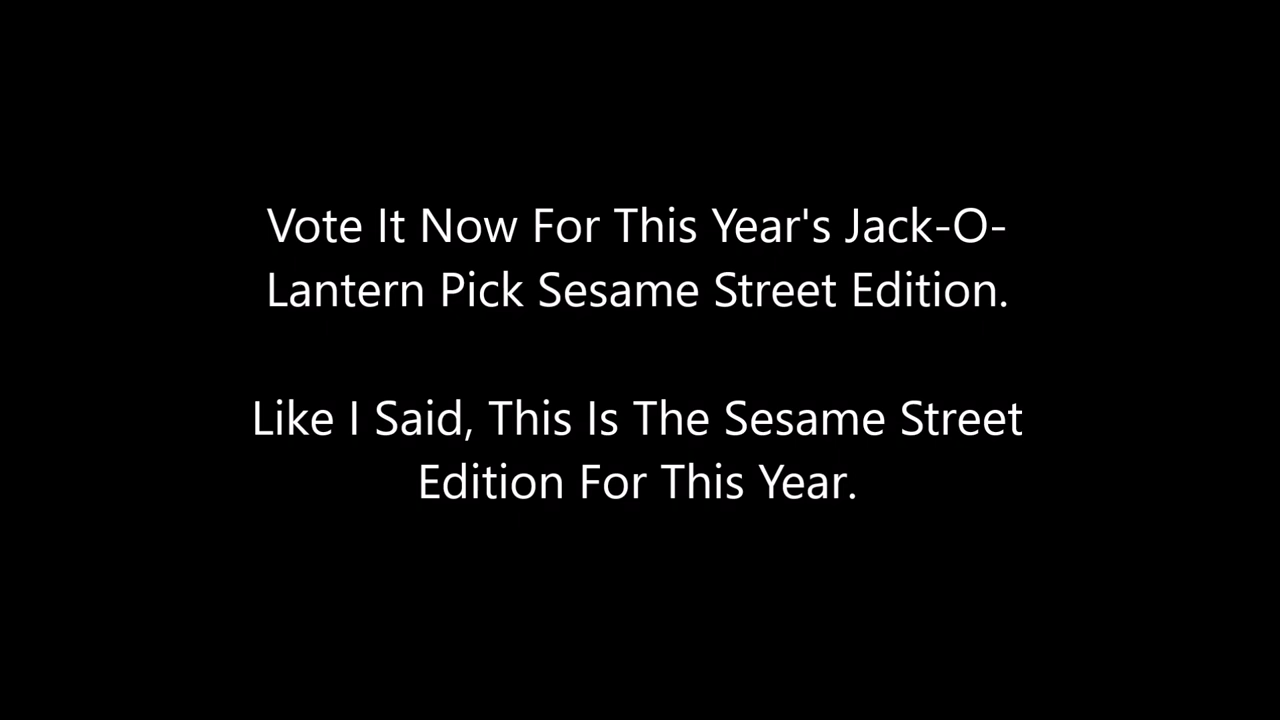 Vote It Now For This Year's Jack-O-
Lantern Pick Sesame Street Edition.
Like I Said, This Is The Sesame Street
Edition For This Year.